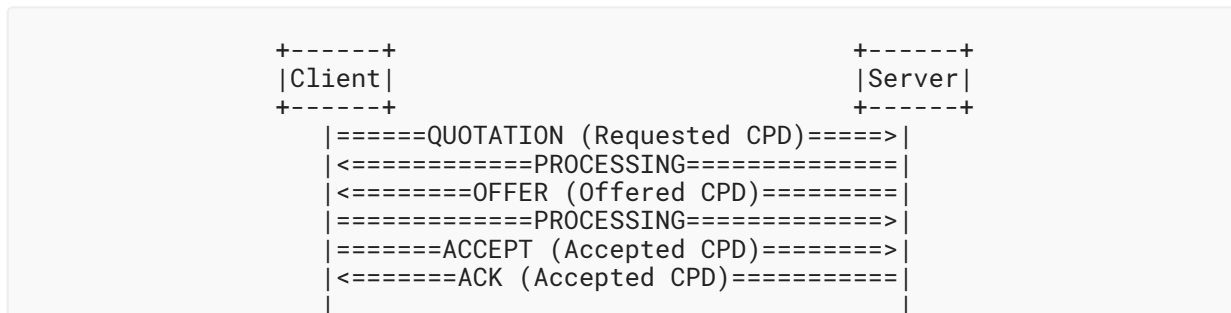 +------+                               +------+
|Client|                               |Server|
+------+                               +------+
   |======QUOTATION (Requested CPD)=====>|
   |<============PROCESSING==============|
   |<========OFFER (Offered CPD)=========|
   |=============PROCESSING=============>|
   |=======ACCEPT (Accepted CPD)========>|
   |<=======ACK (Accepted CPD)===========|
   |                                     |